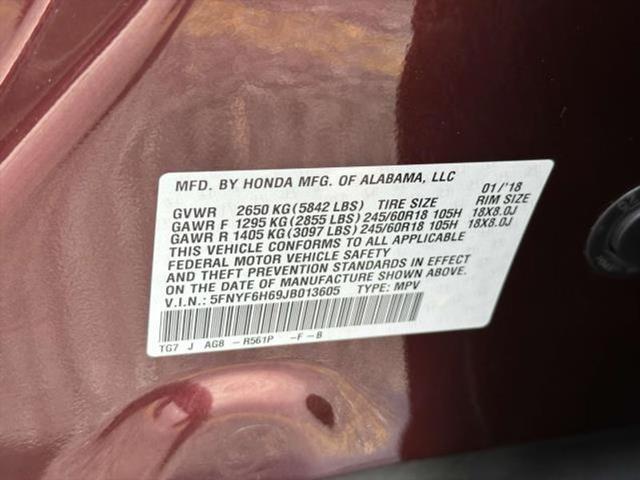 MFD. BY HONDA MFG. OF ALABAMA, LLC 01/'18
GVWR 2650 KG (5842 LBS) TIRE SIZE RIM SIZE
GAWR F 1295 KG (2855 LBS) 245/60R18 105H 18X8.0J
GAWR R 1405 KG (3097 LBS) 245/60R18 105H 18X8.0J
THIS VEHICLE CONFORMS TO ALL APPLICABLE
FEDERAL MOTOR VEHICLE SAFETY
AND THEFT PREVENTION STANDARDS IN EFFECT
ON THE DATE OF MANUFACTURE SHOWN ABOVE.
V.I.N.: 5FNYF6H69JB013605 TYPE: MPV
TG7 J AG8 -R561P -F-B